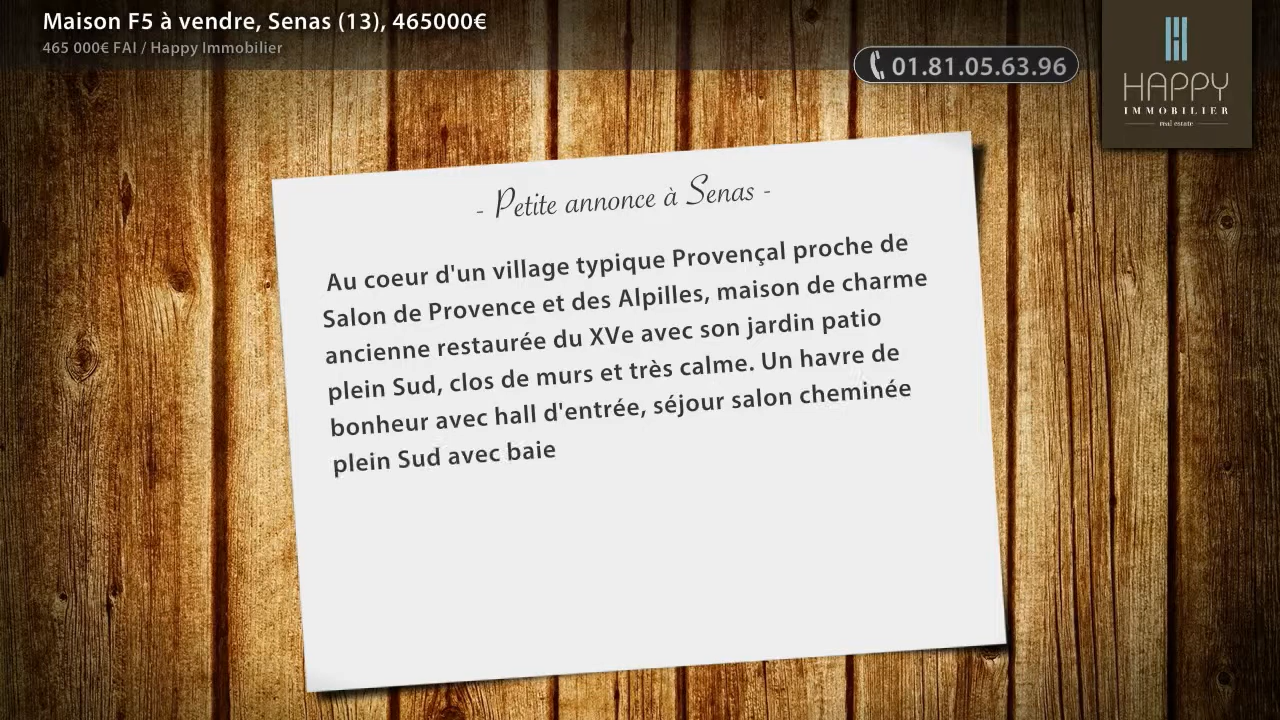 Maison F5 à vendre, Senas (13), 465000€
465 000€ FAI / Happy Immobilier
01.81.05.63.96
HAPPY
IMMOBILIER
real estate
- Petite annonce à Senas -
Au coeur d'un village typique Provençal proche de
Salon de Provence et des Alpilles, maison de charme
ancienne restaurée du XVe avec son jardin patio
plein Sud, clos de murs et très calme. Un havre de
bonheur avec hall d'entrée, séjour salon cheminée
plein Sud avec baie